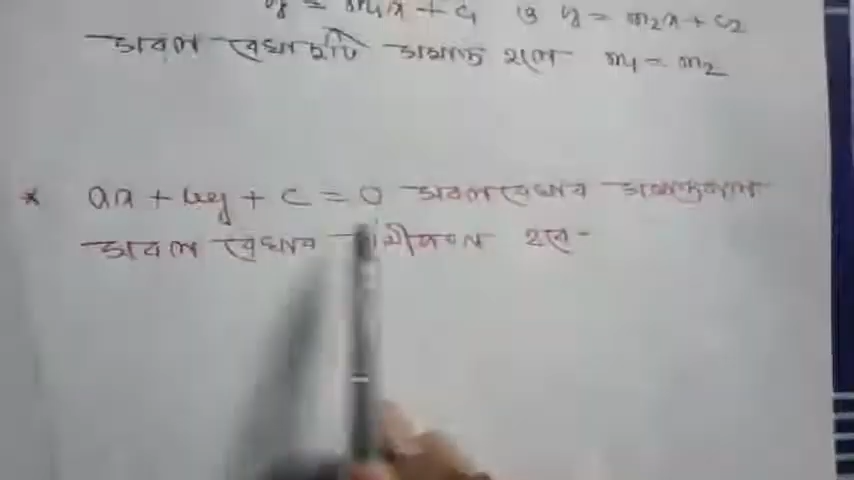 y = m₁x + c₁ ও y = m₂x + c₂
সরল রেখাদুটি সমান্তরাল হলে m₁ = m₂
* ax + by + c = 0 সরলরেখার সমান্তরাল
সরল রেখার সমীকরণ হবে -